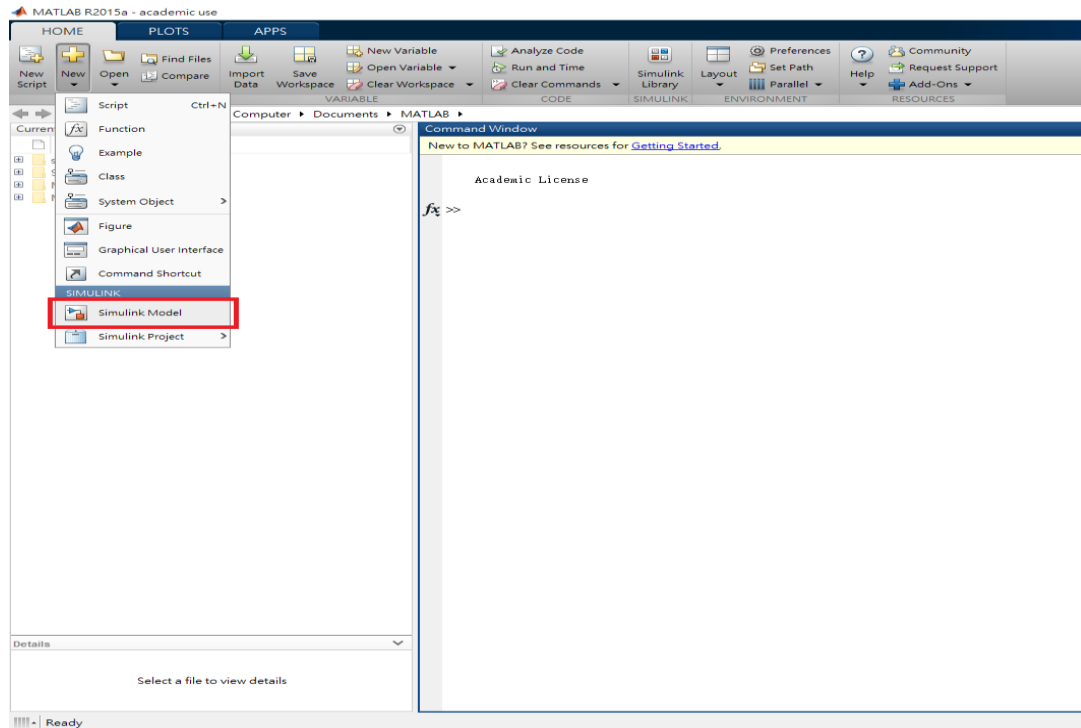 MATLAB R2015a - academic use
HOME PLOTS APPS
New Script
New
Open
Find Files
Compare
Import Data
Save Workspace
New Variable
Open Variable
Clear Workspace
Analyze Code
Run and Time
Clear Commands
Simulink Library
Layout
Preferences
Set Path
Parallel
Help
Community
Request Support
Add-Ons
VARIABLE CODE SIMULINK ENVIRONMENT RESOURCES
Computer Documents MATLAB
Curren
Script Ctrl+N
Function
Example
Class
System Object
Figure
Graphical User Interface
Command Shortcut
SIMULINK
Simulink Model
Simulink Project
Command Window
New to MATLAB? See resources for Getting Started.
Academic License
fx >>
Details
Select a file to view details
Ready